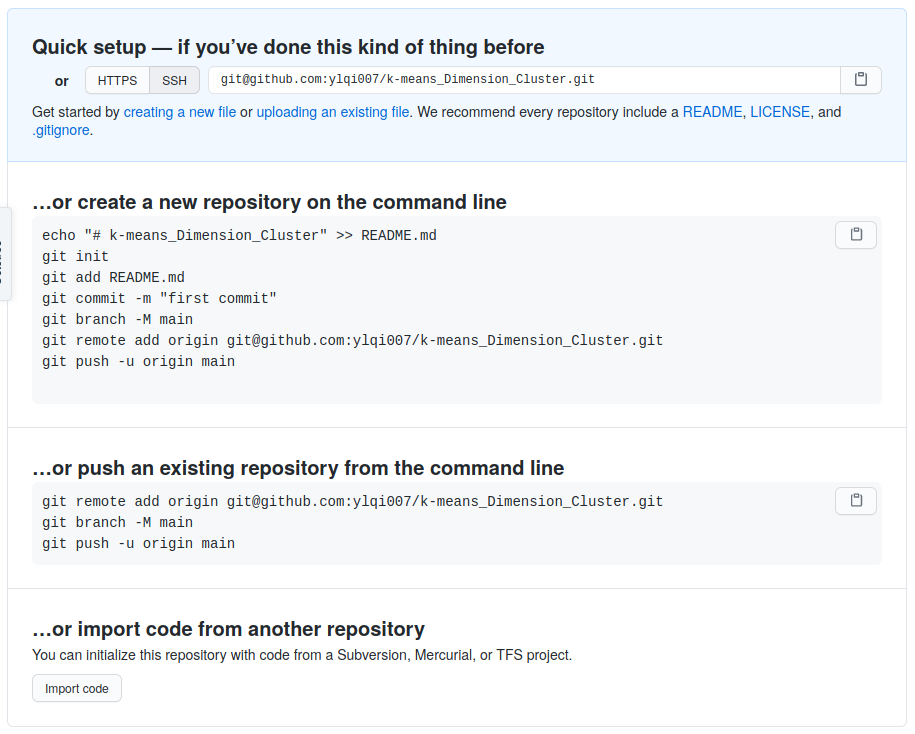 Quick setup — if you’ve done this kind of thing before
or HTTPS SSH git@github.com:ylqi007/k-means_Dimension_Cluster.git
Get started by creating a new file or uploading an existing file. We recommend every repository include a README, LICENSE, and
.gitignore.
…or create a new repository on the command line
echo "# k-means_Dimension_Cluster" >> README.md
git init
git add README.md
git commit -m "first commit"
git branch -M main
git remote add origin git@github.com:ylqi007/k-means_Dimension_Cluster.git
git push -u origin main
…or push an existing repository from the command line
git remote add origin git@github.com:ylqi007/k-means_Dimension_Cluster.git
git branch -M main
git push -u origin main
…or import code from another repository
You can initialize this repository with code from a Subversion, Mercurial, or TFS project.
Import code